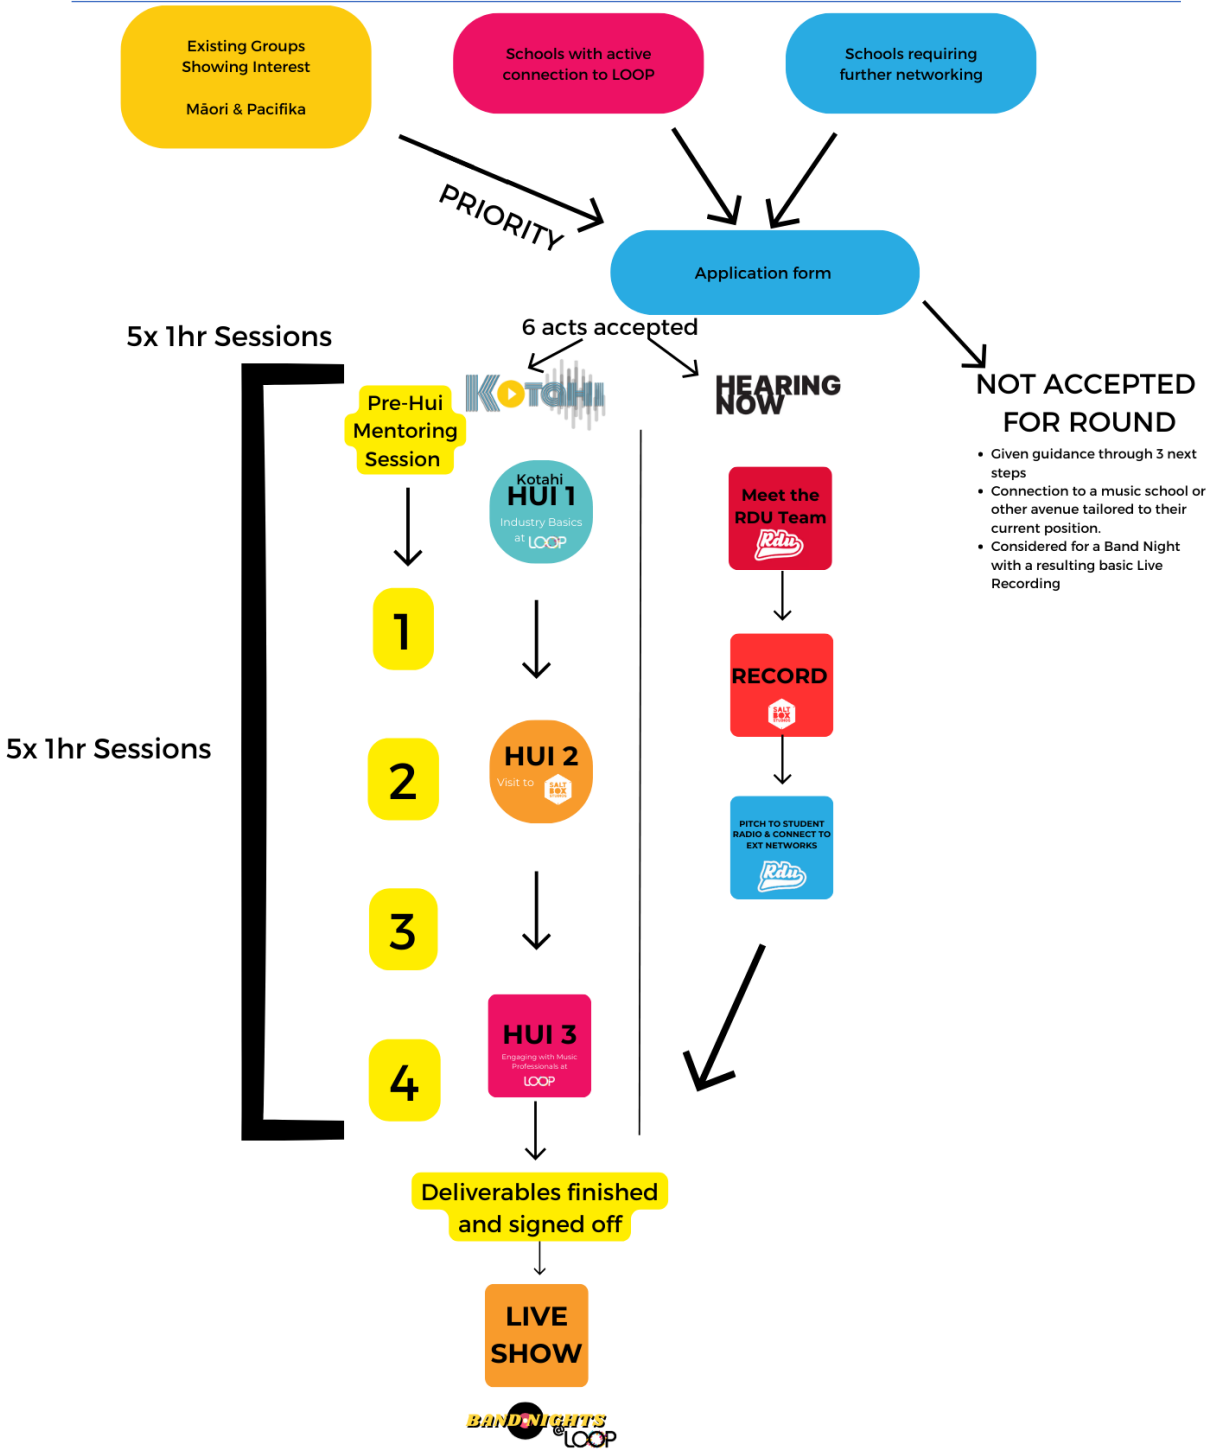 Existing Groups
Showing Interest
Māori & Pacifika
Schools with active
connection to LOOP
Schools requiring
further networking
PRIORITY
Application form
5x 1hr Sessions
6 acts accepted
KOTAHI
HEARING
NOW
NOT ACCEPTED
FOR ROUND
• Given guidance through 3 next
steps
• Connection to a music school or
other avenue tailored to their
current position.
• Considered for a Band Night
with a resulting basic Live
Recording
Pre-Hui
Mentoring
Session
Kotahi
HUI 1
Industry Basics
at LOOP
Meet the
RDU Team
Rdu
1
RECORD
SALT
BOX
STUDIOS
5x 1hr Sessions
2
HUI 2
Visit to
SALT
BOX
STUDIOS
PITCH TO STUDENT
RADIO & CONNECT TO
EXT NETWORKS
Rdu
3
HUI 3
Engaging with Music
Professionals at
LOOP
4
Deliverables finished
and signed off
LIVE
SHOW
BAND NIGHTS
@LOOP